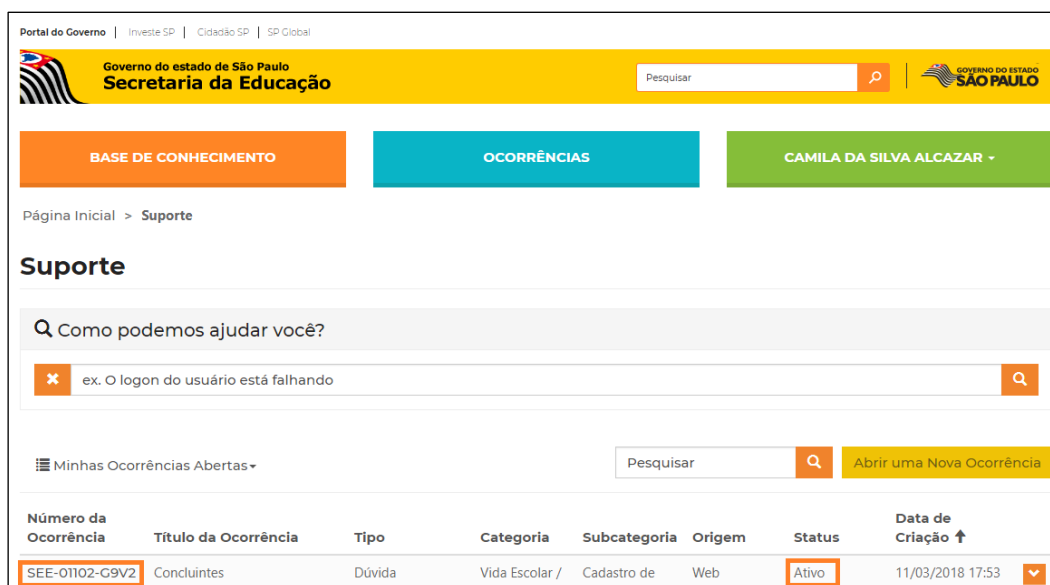 Portal do Governo | Investe SP | Cidadão SP | SP Global
Governo do estado de São Paulo
Secretaria da Educação
Pesquisar
GOVERNO DO ESTADO
SÃO PAULO
BASE DE CONHECIMENTO
OCORRÊNCIAS
CAMILA DA SILVA ALCAZAR
Página Inicial > Suporte
Suporte
Como podemos ajudar você?
ex. O logon do usuário está falhando
Minhas Ocorrências Abertas
Pesquisar
Abrir uma Nova Ocorrência
Número da Ocorrência
Título da Ocorrência
Tipo
Categoria
Subcategoria
Origem
Status
Data de Criação
SEE-01102-G9V2
Concluintes
Dúvida
Vida Escolar /
Cadastro de
Web
Ativo
11/03/2018 17:53